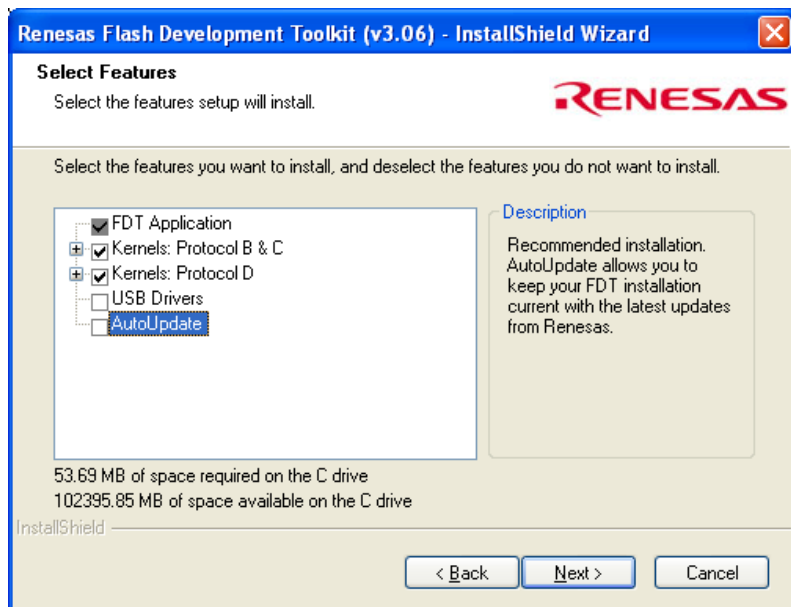 Renesas Flash Development Toolkit (v3.06) - InstallShield Wizard
Select Features
Select the features setup will install.
RENESAS
Select the features you want to install, and deselect the features you do not want to install.
FDT Application
Kernels: Protocol B & C
Kernels: Protocol D
USB Drivers
AutoUpdate
Description
Recommended installation.
AutoUpdate allows you to
keep your FDT installation
current with the latest updates
from Renesas.
53.69 MB of space required on the C drive
102395.85 MB of space available on the C drive
InstallShield
< Back
Next >
Cancel